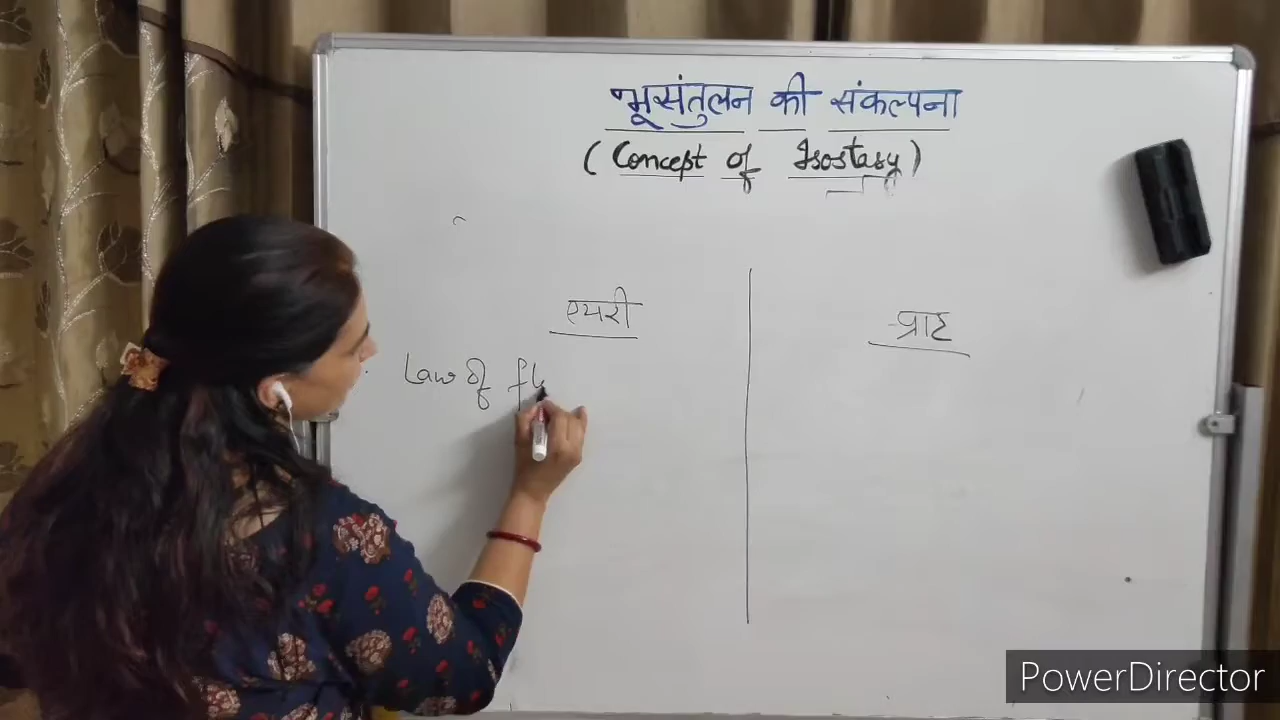 भूसंतुलन की संकल्पना
(Concept of Isostasy)
एयरी
प्राट
Law of fl
PowerDirector